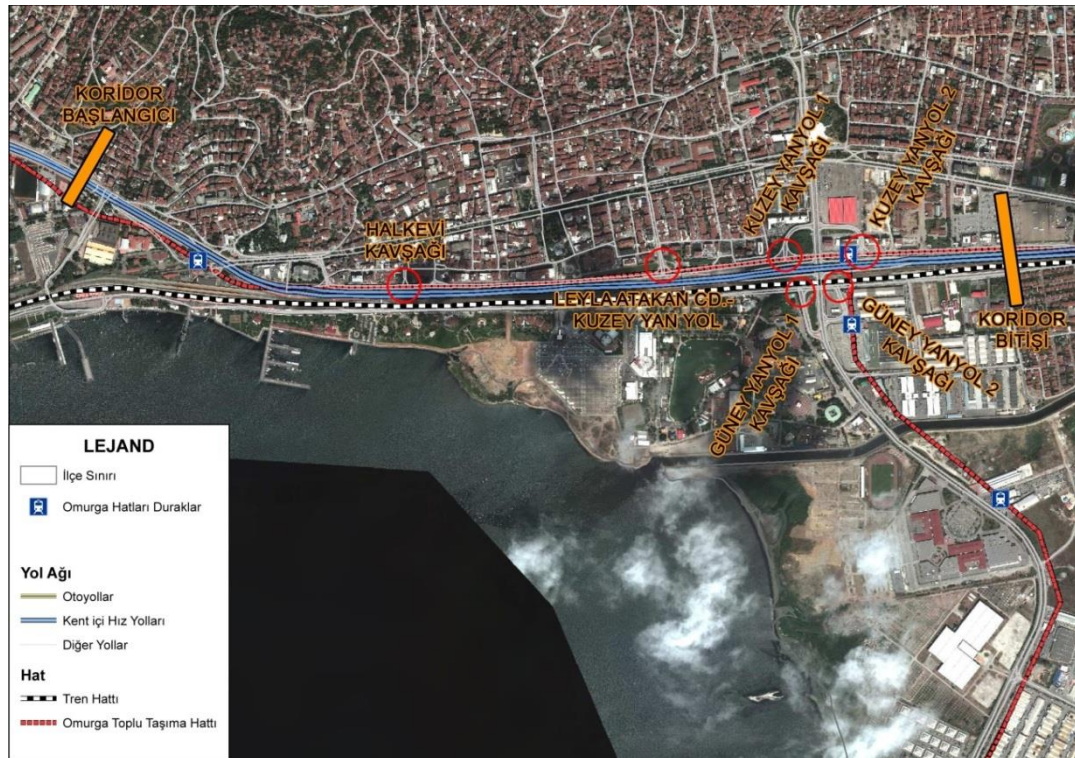 KORİDOR
BAŞLANGICI
HALKEVİ
KAVŞAĞI
LEYLA ATAKAN CD.-
KUZEY YAN YOL
KUZEY YANYOL 1
KAVŞAĞI
KUZEY YANYOL 2
KAVŞAĞI
GÜNEY YANYOL 1
KAVŞAĞI
GÜNEY YANYOL 2
KAVŞAĞI
KORİDOR
BİTİŞİ
LEJAND
İlçe Sınırı
Omurga Hatları Duraklar
Yol Ağı
Otoyollar
Kent içi Hız Yolları
Diğer Yollar
Hat
Tren Hattı
Omurga Toplu Taşıma Hattı